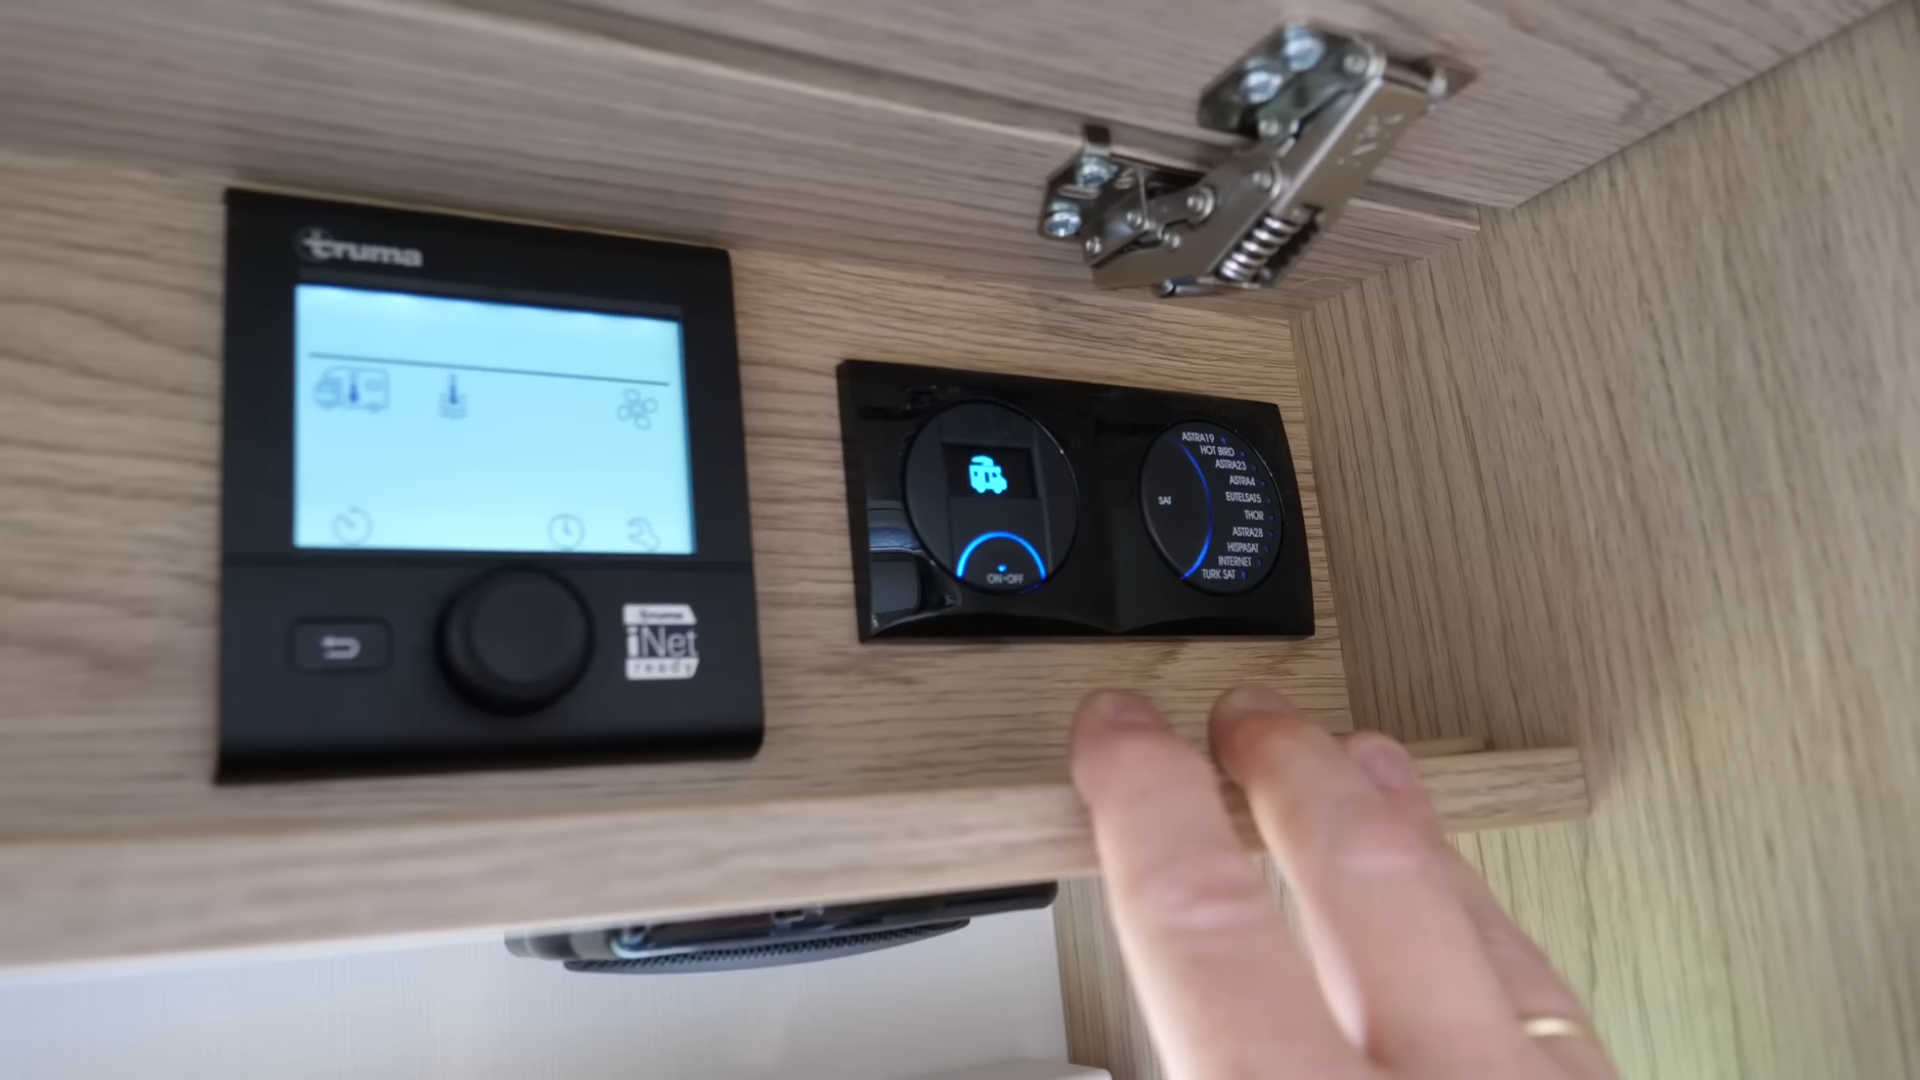 truma
truma
iNet
ready
ON•OFF
SAT
ASTRA19
HOT BIRD
ASTRA23
ASTRA4
EUTELSAT5
THOR
ASTRA28
HISPASAT
INTERNET
TURK SAT